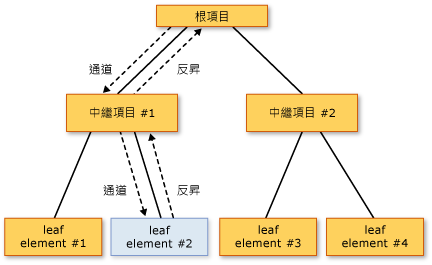 根項目
通道
反昇
中繼項目 #1
中繼項目 #2
通道
反昇
leaf
element #1
leaf
element #2
leaf
element #3
leaf
element #4